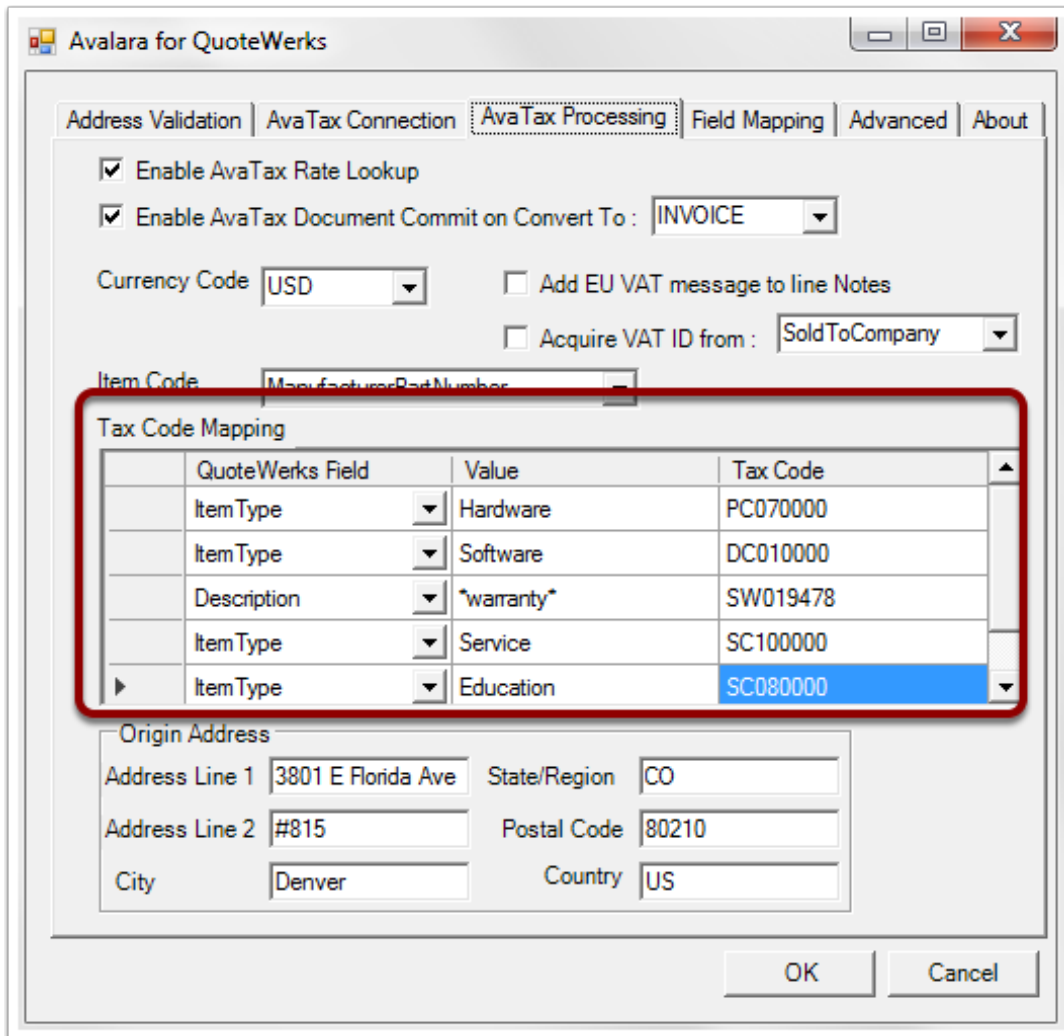 Avalara for QuoteWerks
Address Validation AvaTax Connection AvaTax Processing Field Mapping Advanced About
Enable AvaTax Rate Lookup
Enable AvaTax Document Commit on Convert To : INVOICE
Currency Code USD Add EU VAT message to line Notes
Acquire VAT ID from : SoldToCompany
Item Code ManufacturerPartNumber
Tax Code Mapping
QuoteWerks Field Value Tax Code
ItemType Hardware PC070000
ItemType Software DC010000
Description *warranty* SW019478
ItemType Service SC100000
ItemType Education SC080000
Origin Address
Address Line 1 3801 E Florida Ave State/Region CO
Address Line 2 #815 Postal Code 80210
City Denver Country US
OK Cancel